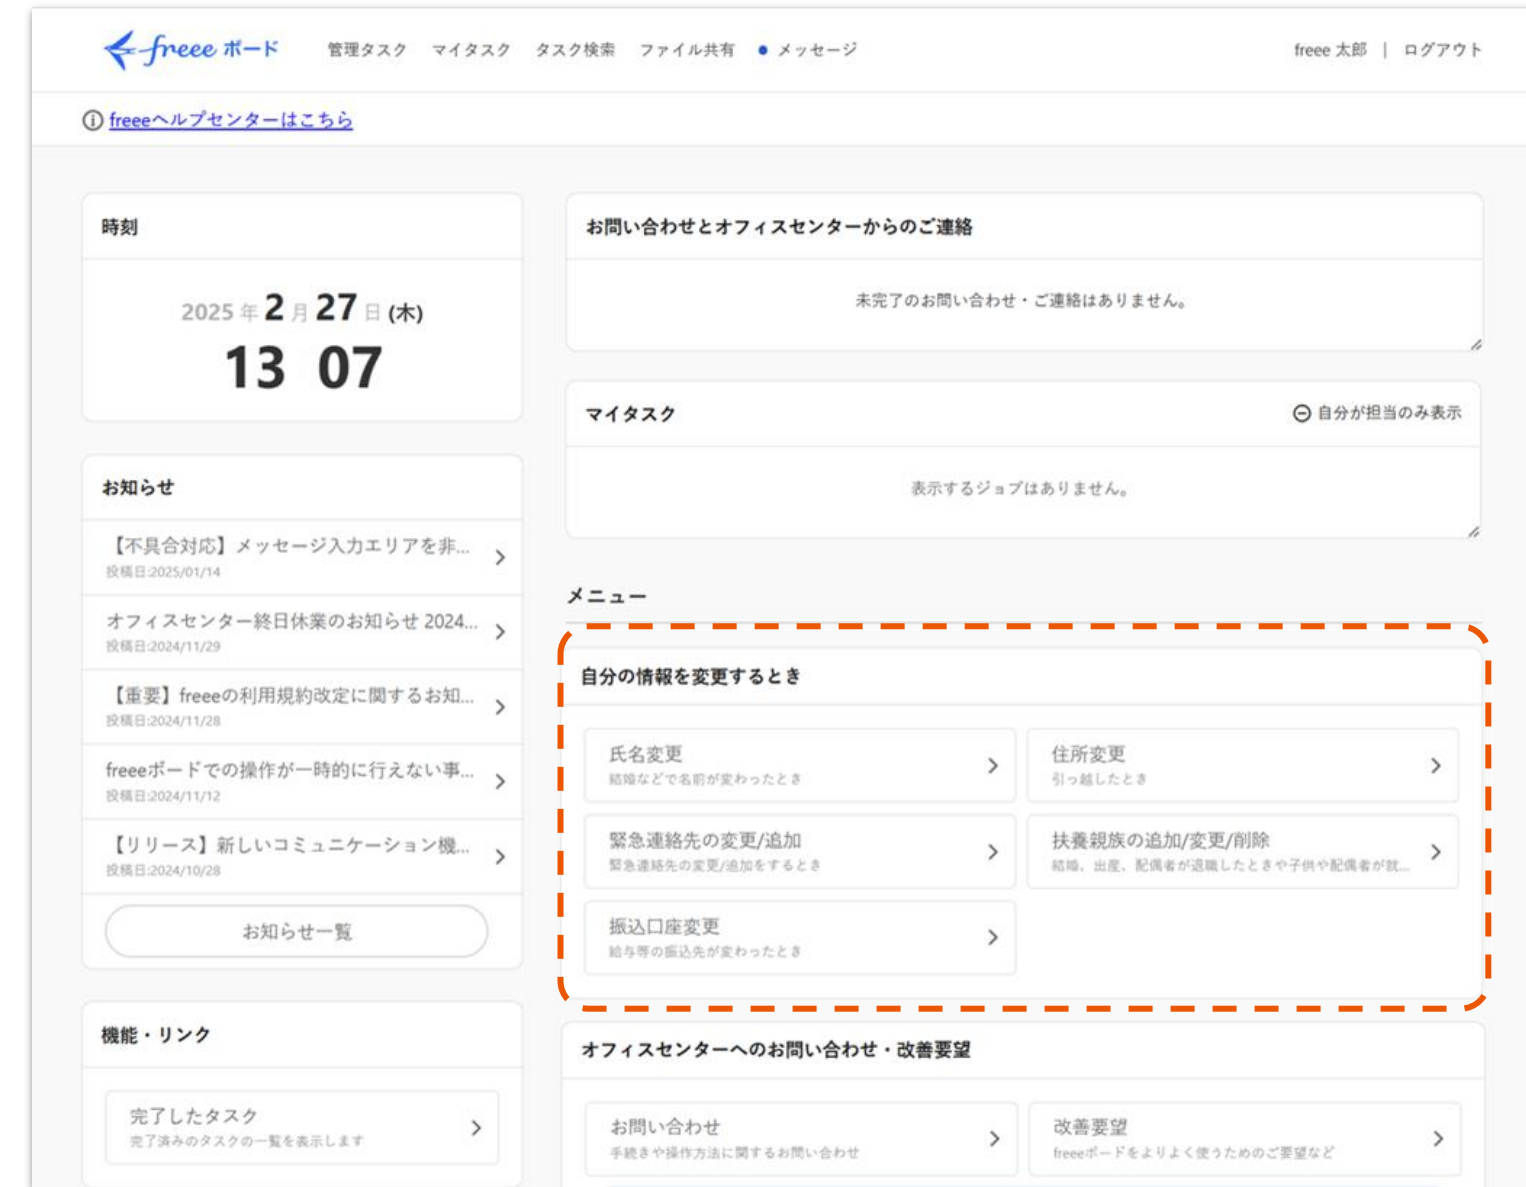 freee ボード 管理タスク マイタスク タスク検索 ファイル共有 ● メッセージ freee 太郎 | ログアウト
freeeヘルプセンターはこちら
時刻
2025 年 2 月 27 日 (木)
13 07
お知らせ
【不具合対応】メッセージ入力エリアを非...
投稿日:2025/01/14
オフィスセンター終日休業のお知らせ 2024...
投稿日:2024/11/29
【重要】freeeの利用規約改定に関するお知...
投稿日:2024/11/28
freeeボードでの操作が一時的に行えない事...
投稿日:2024/11/12
【リリース】新しいコミュニケーション機...
投稿日:2024/10/28
お知らせ一覧
機能・リンク
完了したタスク
完了済みのタスクの一覧を表示します
お問い合わせとオフィスセンターからのご連絡
未完了のお問い合わせ・ご連絡はありません。
マイタスク 自分が担当のみ表示
表示するジョブはありません。
メニュー
自分の情報を変更するとき
氏名変更
結婚などで名前が変わったとき
住所変更
引っ越したとき
緊急連絡先の変更/追加
緊急連絡先の変更/追加をするとき
扶養親族の追加/変更/削除
結婚、出産、配偶者が退職したときや子供や配偶者が就...
振込口座変更
給与等の振込先が変わったとき
オフィスセンターへのお問い合わせ・改善要望
お問い合わせ
手続きや操作方法に関するお問い合わせ
改善要望
freeeボードをよりよく使うためのご要望など